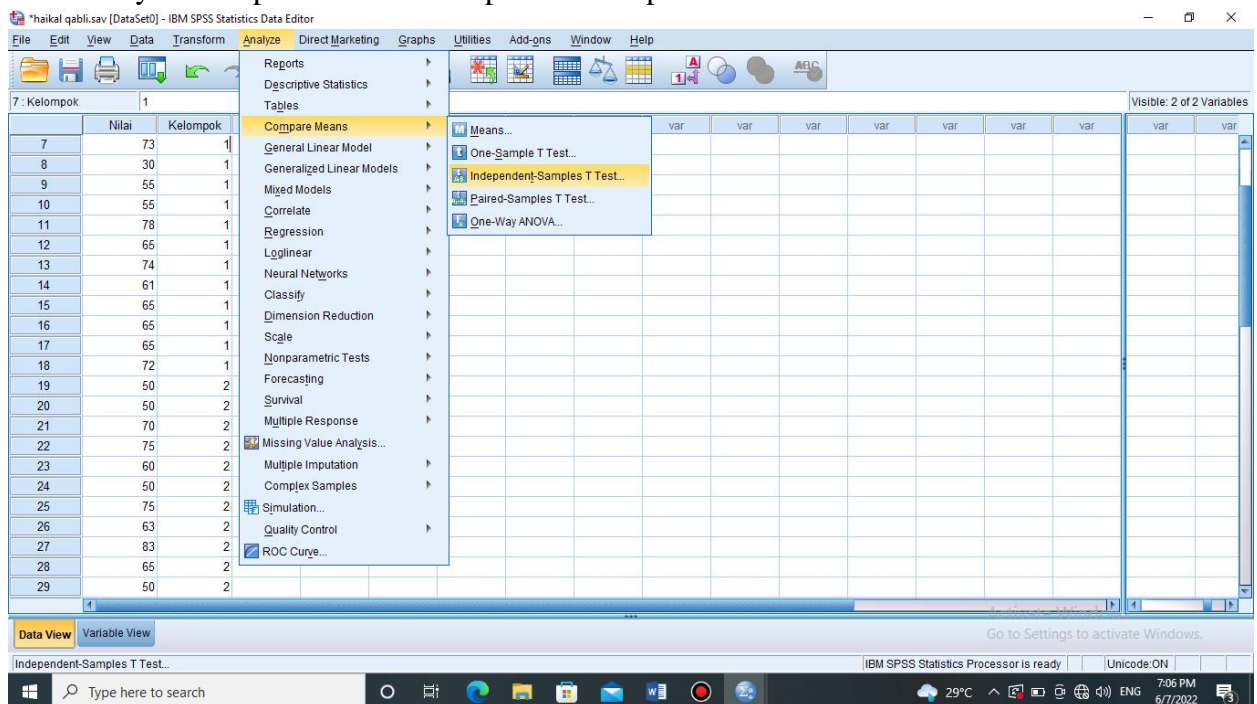 *haikal qabli.sav [DataSet0] - IBM SPSS Statistics Data Editor
File Edit View Data Transform Analyze Direct Marketing Graphs Utilities Add-ons Window Help
7 : Kelompok 1 Visible: 2 of 2 Variables
Nilai Kelompok var var var var var var var var var
7 73 1
8 30 1
9 55 1
10 55 1
11 78 1
12 65 1
13 74 1
14 61 1
15 65 1
16 65 1
17 65 1
18 72 1
19 50 2
20 50 2
21 70 2
22 75 2
23 60 2
24 50 2
25 75 2
26 63 2
27 83 2
28 65 2
29 50 2
Reports
Descriptive Statistics
Tables
Compare Means
General Linear Model
Generalized Linear Models
Mixed Models
Correlate
Regression
Loglinear
Neural Networks
Classify
Dimension Reduction
Scale
Nonparametric Tests
Forecasting
Survival
Multiple Response
Missing Value Analysis...
Multiple Imputation
Complex Samples
Simulation...
Quality Control
ROC Curve...
Means...
One-Sample T Test...
Independent-Samples T Test...
Paired-Samples T Test...
One-Way ANOVA...
Data View Variable View
Go to Settings to activate Windows.
Independent-Samples T Test... IBM SPSS Statistics Processor is ready Unicode:ON
Type here to search 29°C ENG 7:06 PM
6/7/2022